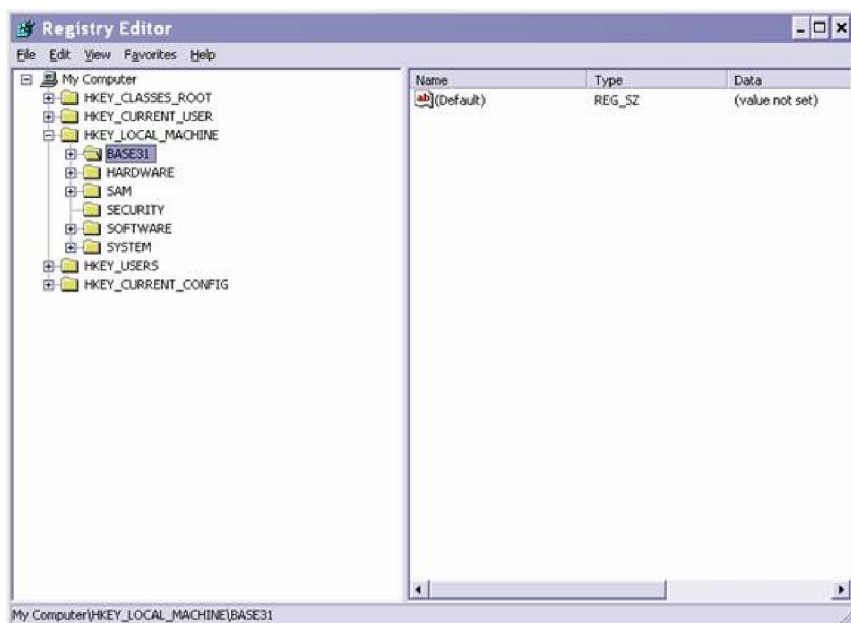 Registry Editor
File Edit View Favorites Help
My Computer
HKEY_CLASSES_ROOT
HKEY_CURRENT_USER
HKEY_LOCAL_MACHINE
BASE31
HARDWARE
SAM
SECURITY
SOFTWARE
SYSTEM
HKEY_USERS
HKEY_CURRENT_CONFIG
Name Type Data
ab (Default) REG_SZ (value not set)
My Computer\HKEY_LOCAL_MACHINE\BASE31